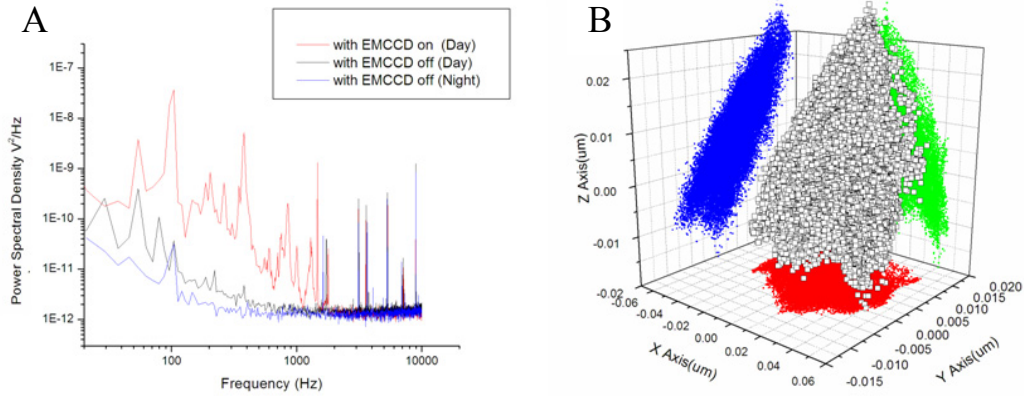 A
with EMCCD on (Day)
with EMCCD off (Day)
with EMCCD off (Night)
Power Spectral Density V²/Hz
1E-7
1E-8
1E-9
1E-10
1E-11
1E-12
100
1000
10000
Frequency (Hz)
B
Z Axis(um)
0.02
0.01
0.00
-0.01
-0.02
-0.06
-0.04
-0.02
0.00
0.02
0.04
0.06
X Axis(um)
0.020
0.015
0.010
0.005
0.000
-0.005
-0.010
-0.015
Y Axis(um)